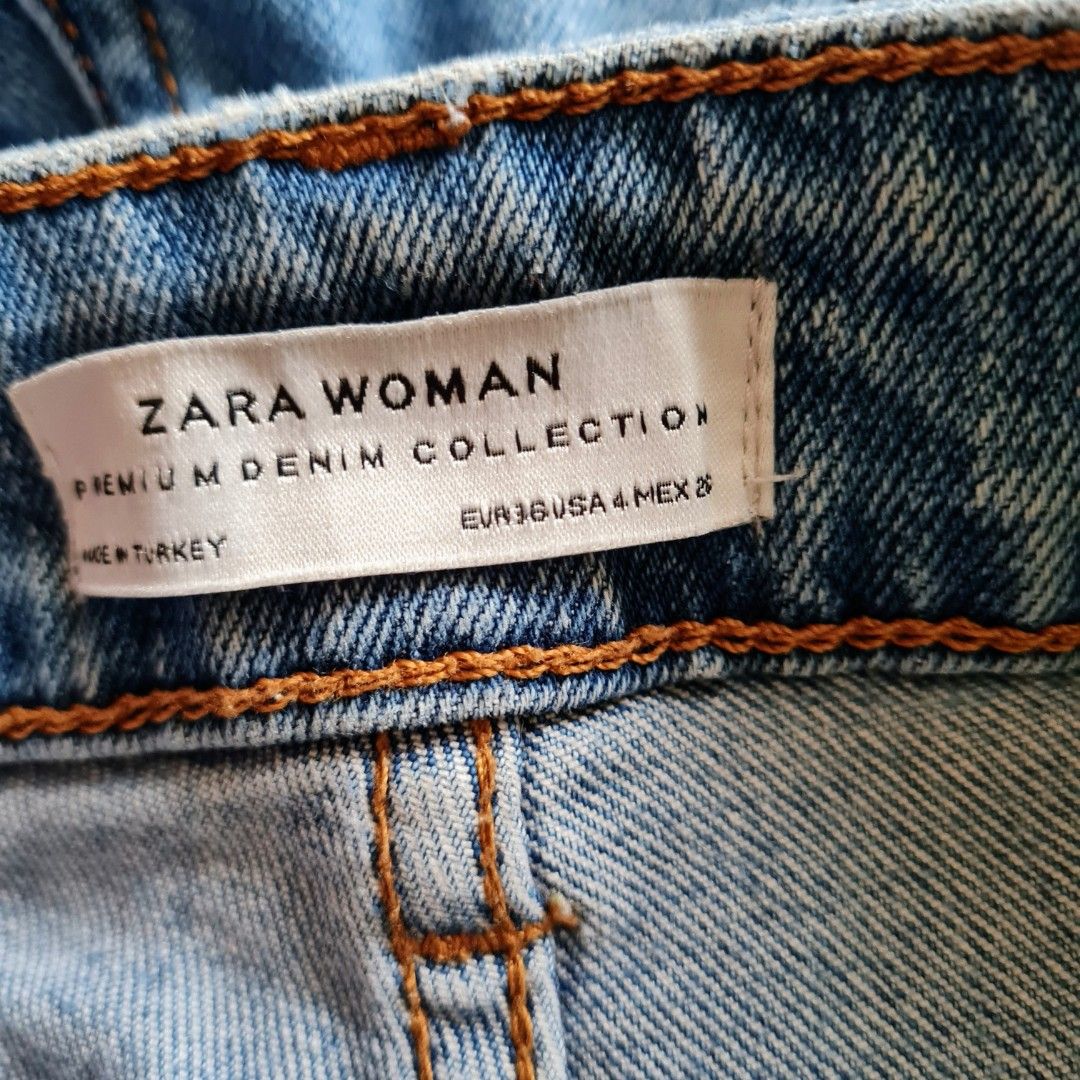 ZARA WOMAN
PREMIUM DENIM COLLECTION
EUR 36 USA 4 MEX 26
MADE IN TURKEY